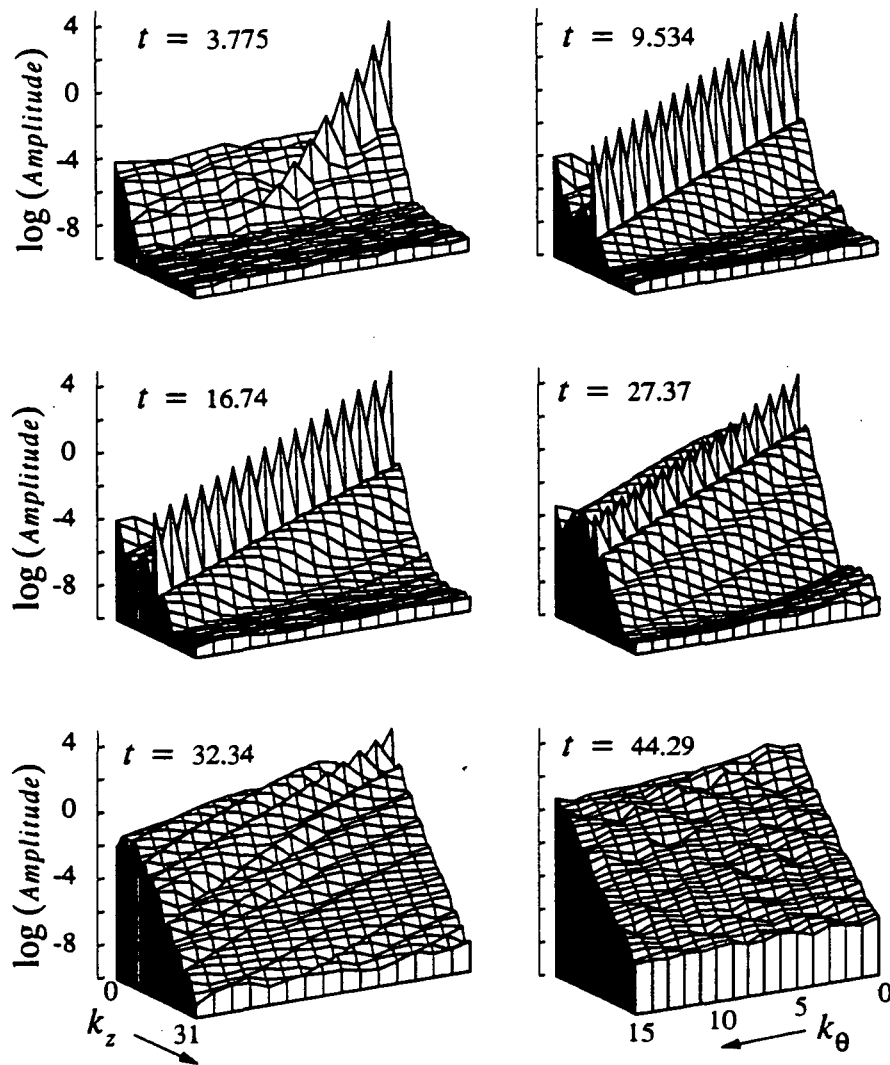 t = 3.775
4
0
-4
-8
log (Amplitude)
t = 9.534
t = 16.74
4
0
-4
-8
log (Amplitude)
t = 27.37
t = 32.34
4
0
-4
-8
log (Amplitude)
0
k_z
31
t = 44.29
15
10
5
0
k_θ